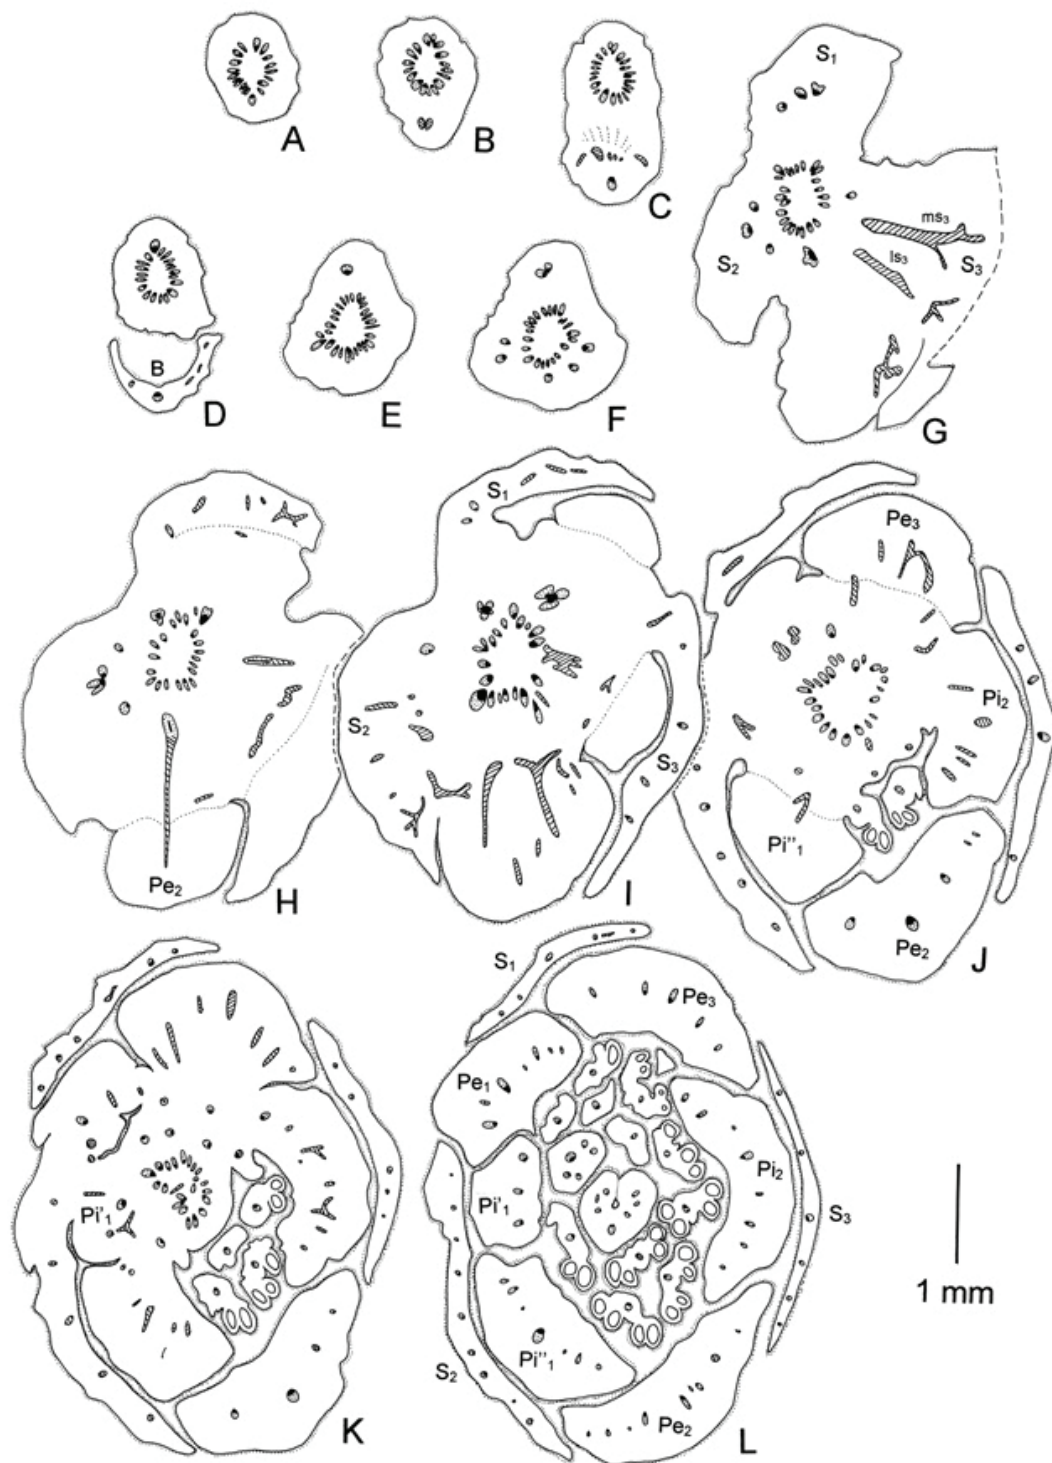 A
B
C
B
D
E
F
S₁
S₂
ms₃
ls₃
S₃
G
Pe₂
H
S₁
S₂
S₃
I
Pe₃
Pi₂
Pi"₁
Pe₂
J
Pi'₁
K
S₁
Pe₃
Pe₁
Pi'₁
Pi₂
S₃
S₂
Pi"₁
Pe₂
L
1 mm